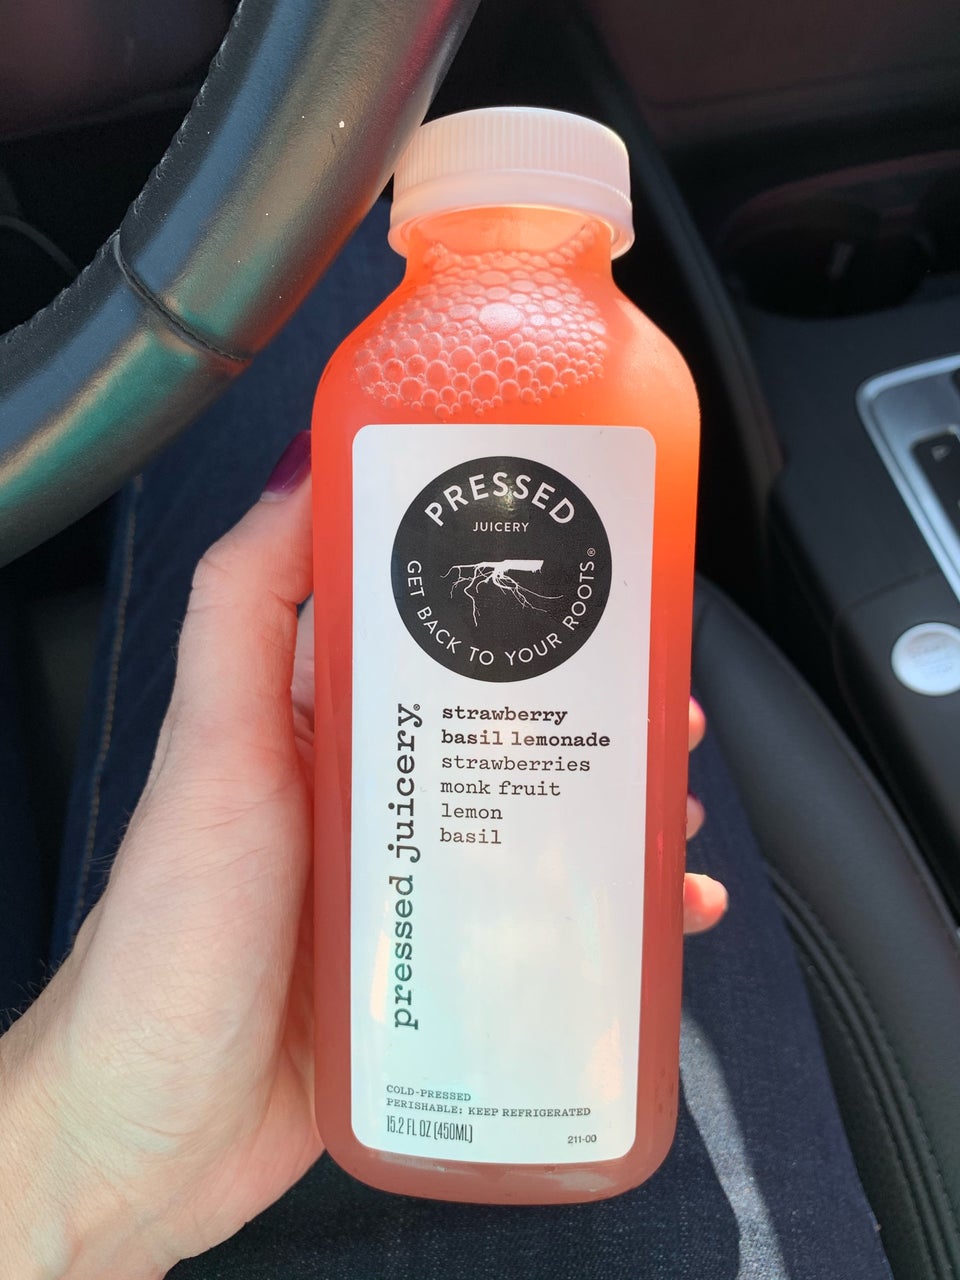 PRESSED
JUICERY
GET BACK TO YOUR ROOTS®
pressed juicery®
strawberry
basil lemonade
strawberries
monk fruit
lemon
basil
COLD-PRESSED
PERISHABLE: KEEP REFRIGERATED
15.2 FL OZ (450ML)
211-00